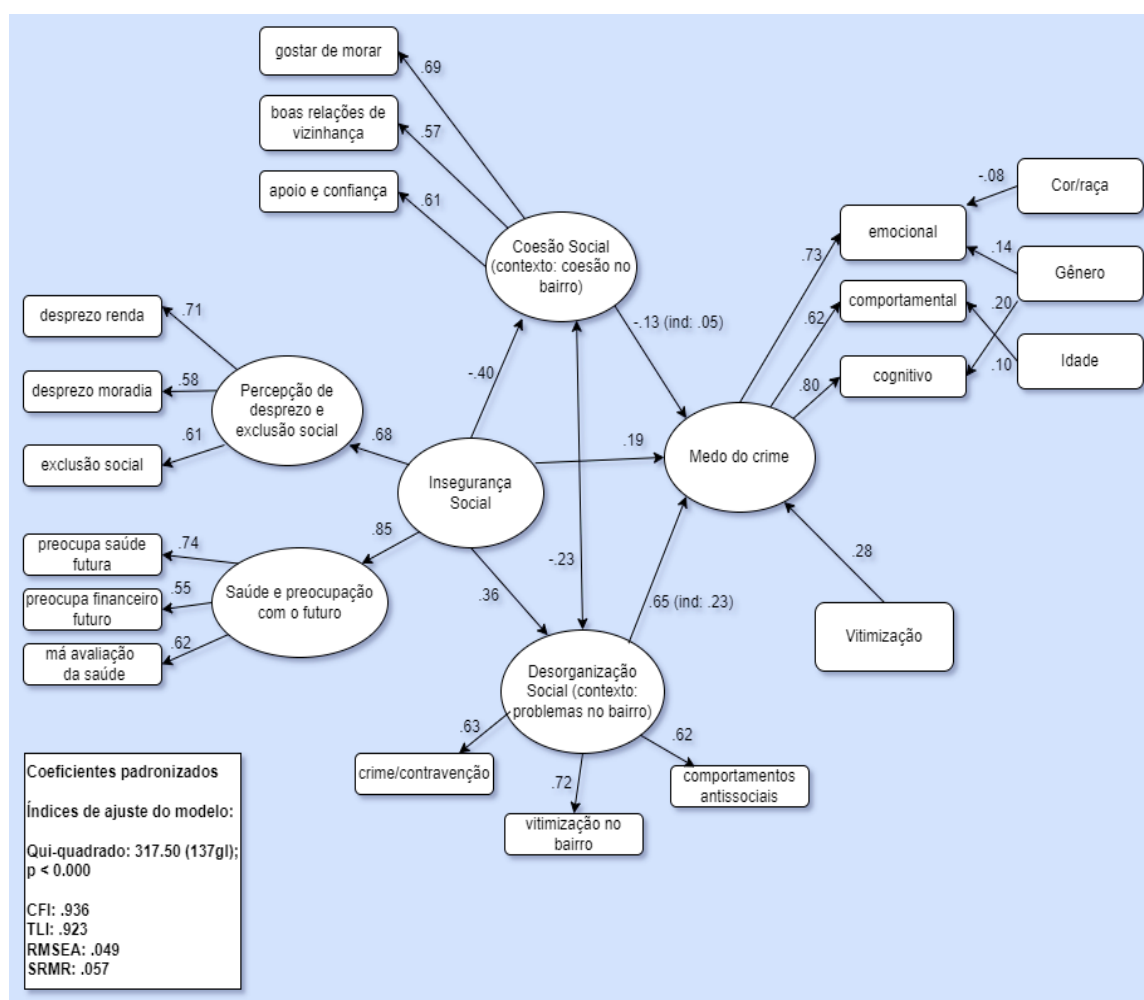 gostar de morar
.69
boas relações de
vizinhança
.57
apoio e confiança
.61
Coesão Social
(contexto: coesão no
bairro)
Cor/raça
-.08
emocional
.14
Gênero
.73
.20
comportamental
.62
Idade
.10
cognitivo
.80
-.13 (ind: .05)
desprezo renda
.71
desprezo moradia
.58
exclusão social
.61
Percepção de
desprezo e
exclusão social
.68
-.40
.19
Medo do crime
Insegurança
Social
.85
preocupa saúde
futura
.74
preocupa financeiro
futuro
.55
má avaliação
da saúde
.62
Saúde e preocupação
com o futuro
.36
-.23
.65 (ind: .23)
.28
Vitimização
Desorganização
Social (contexto:
problemas no bairro)
.63
crime/contravenção
.72
vitimização no
bairro
.62
comportamentos
antissociais
Coeficientes padronizados
Índices de ajuste do modelo:
Qui-quadrado: 317.50 (137gl);
p < 0.000
CFI: .936
TLI: .923
RMSEA: .049
SRMR: .057